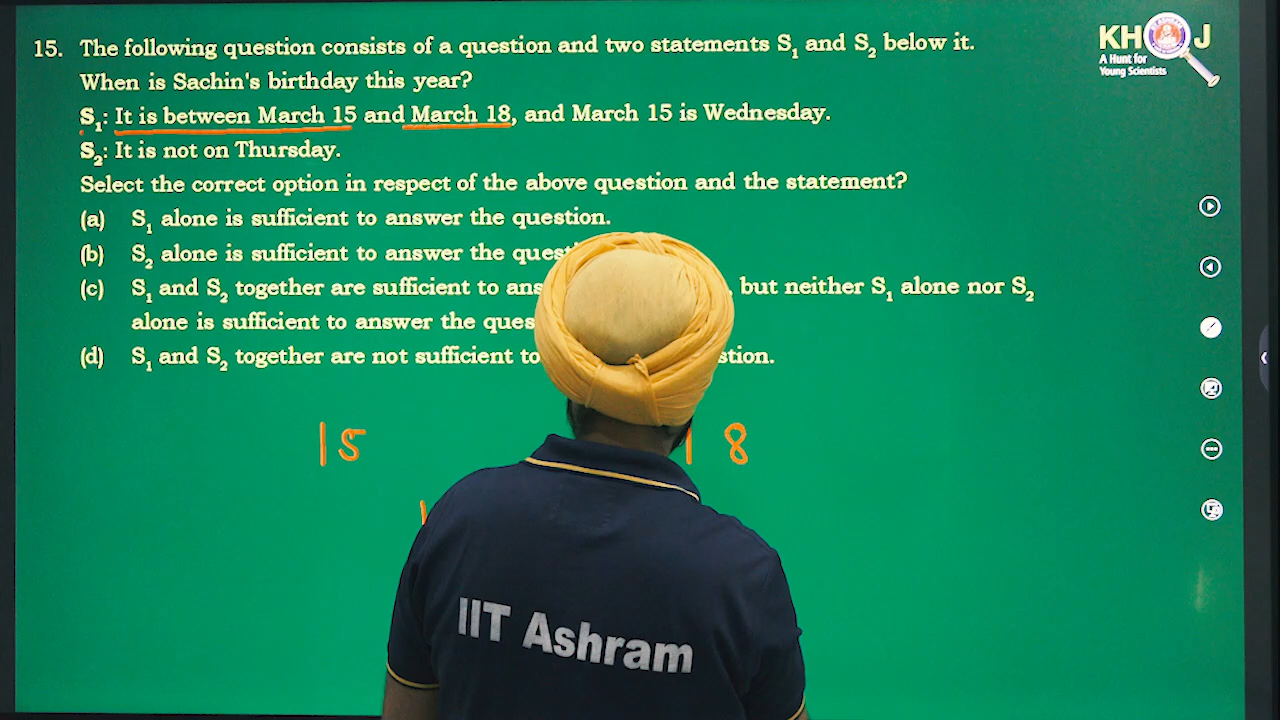 15. The following question consists of a question and two statements S₁ and S₂ below it.
When is Sachin's birthday this year?
S₁: It is between March 15 and March 18, and March 15 is Wednesday.
S₂: It is not on Thursday.
Select the correct option in respect of the above question and the statement?
(a) S₁ alone is sufficient to answer the question.
(b) S₂ alone is sufficient to answer the
(c) S₁ and S₂ together are sufficient to but neither S₁ alone nor S₂
alone is sufficient to answer the
(d) S₁ and S₂ together are not sufficient to
15 18
IIT Ashram
KHOJ
A Hunt for
Young Scientists